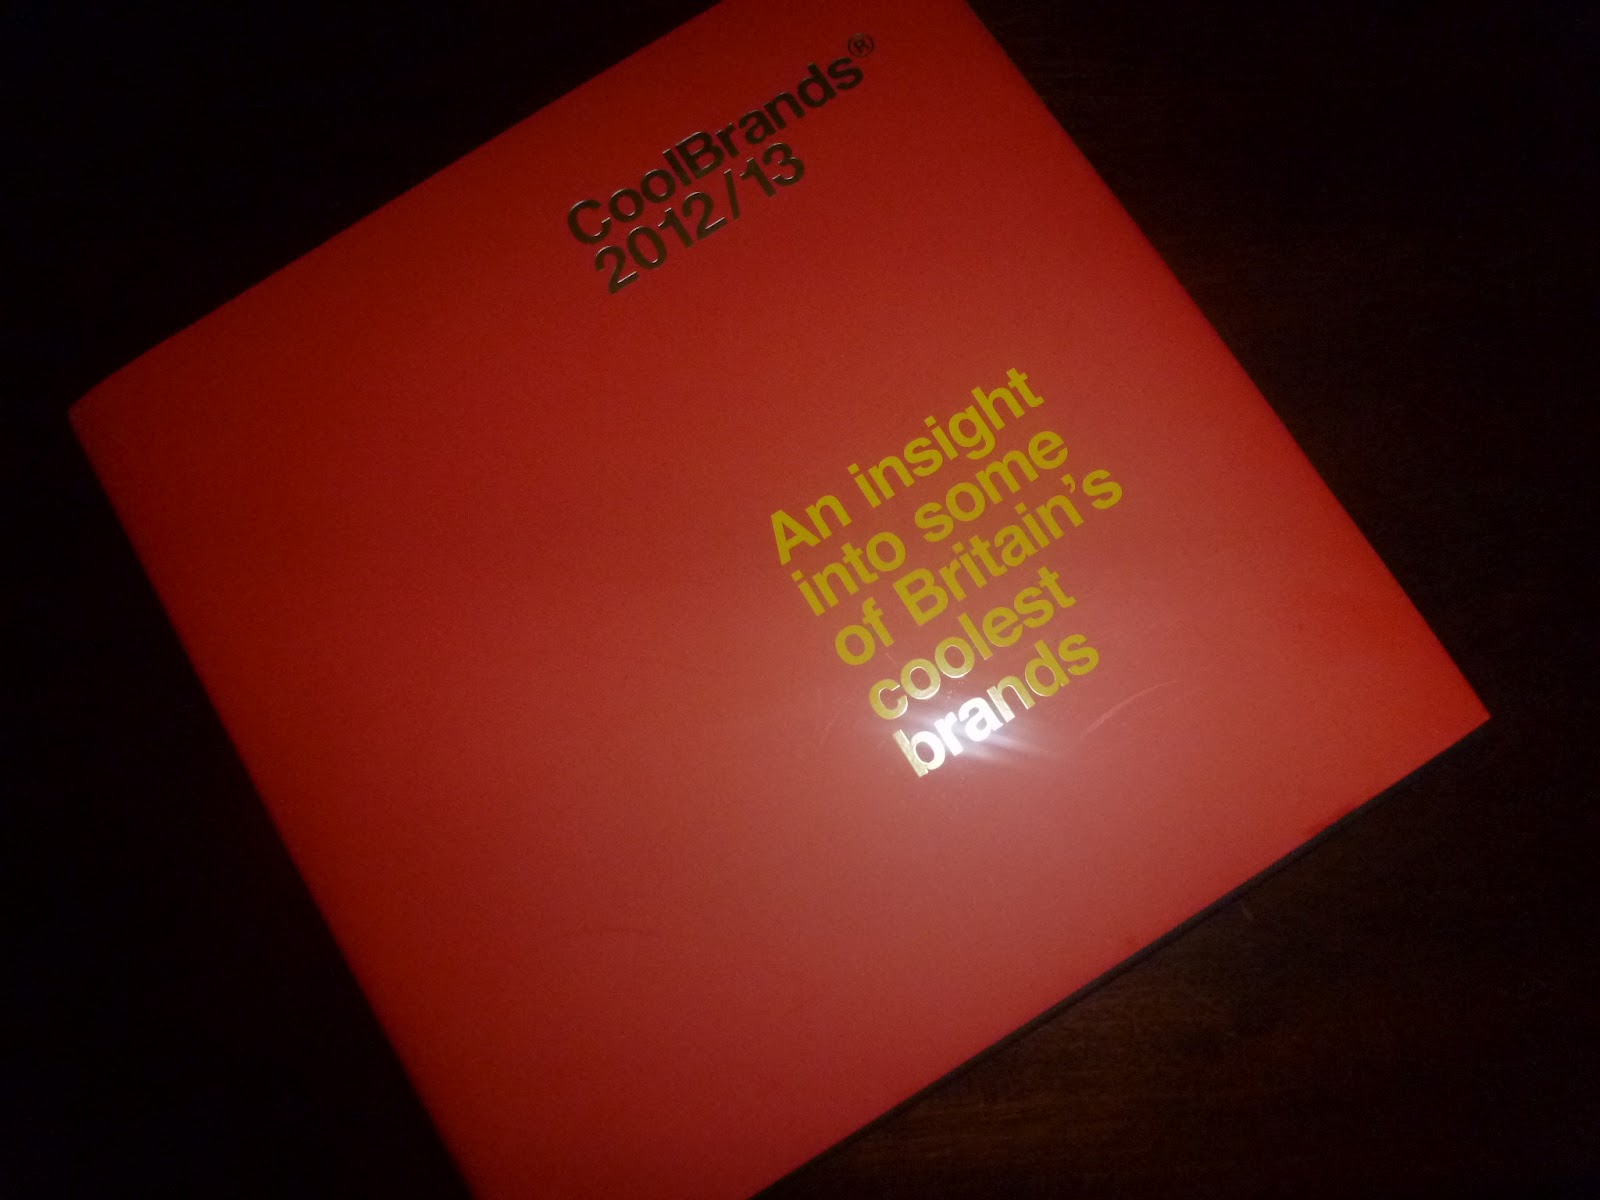 CoolBrands®
2012/13
An insight
into some
of Britain's
coolest
brands